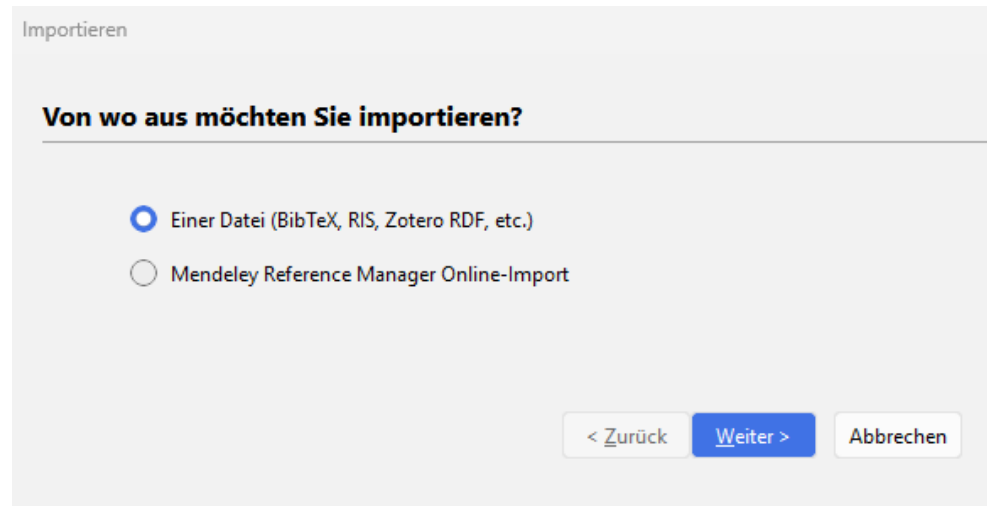 Importieren
Von wo aus möchten Sie importieren?
Einer Datei (BibTeX, RIS, Zotero RDF, etc.)
Mendeley Reference Manager Online-Import
< Zurück Weiter > Abbrechen